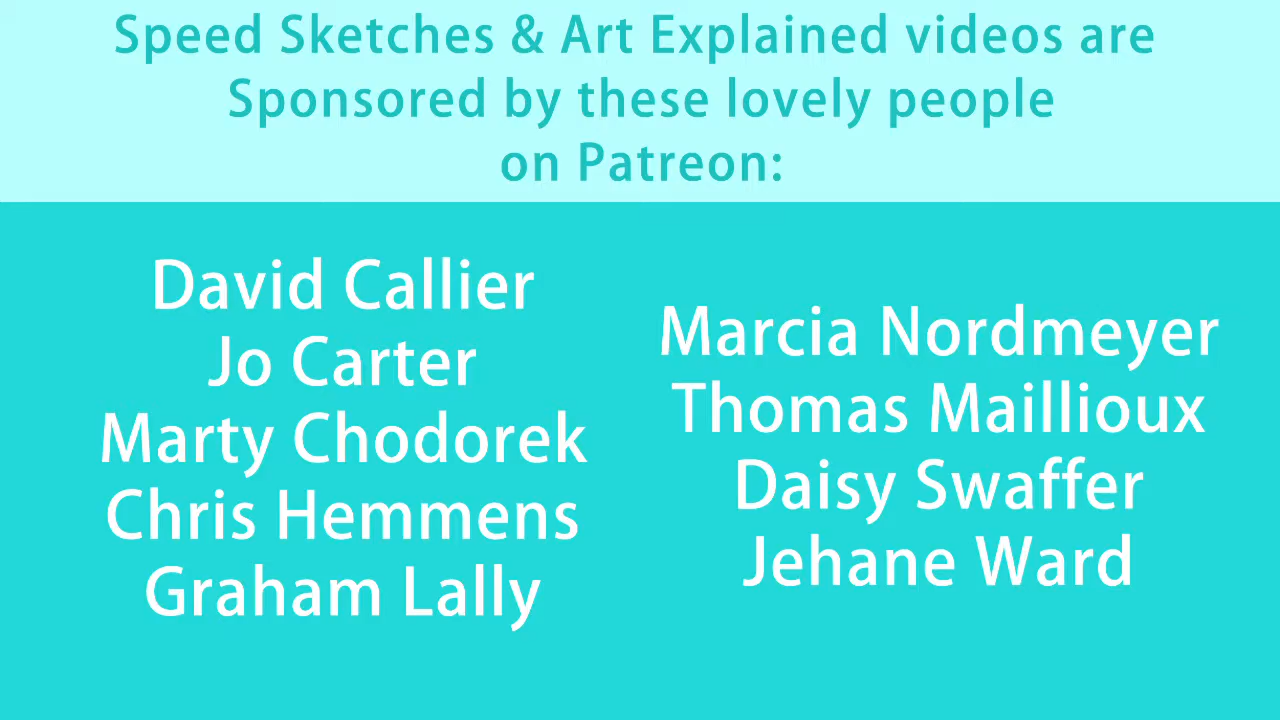 Speed Sketches & Art Explained videos are
Sponsored by these lovely people
on Patreon:
David Callier
Jo Carter
Marty Chodorek
Chris Hemmens
Graham Lally
Marcia Nordmeyer
Thomas Maillioux
Daisy Swaffer
Jehane Ward